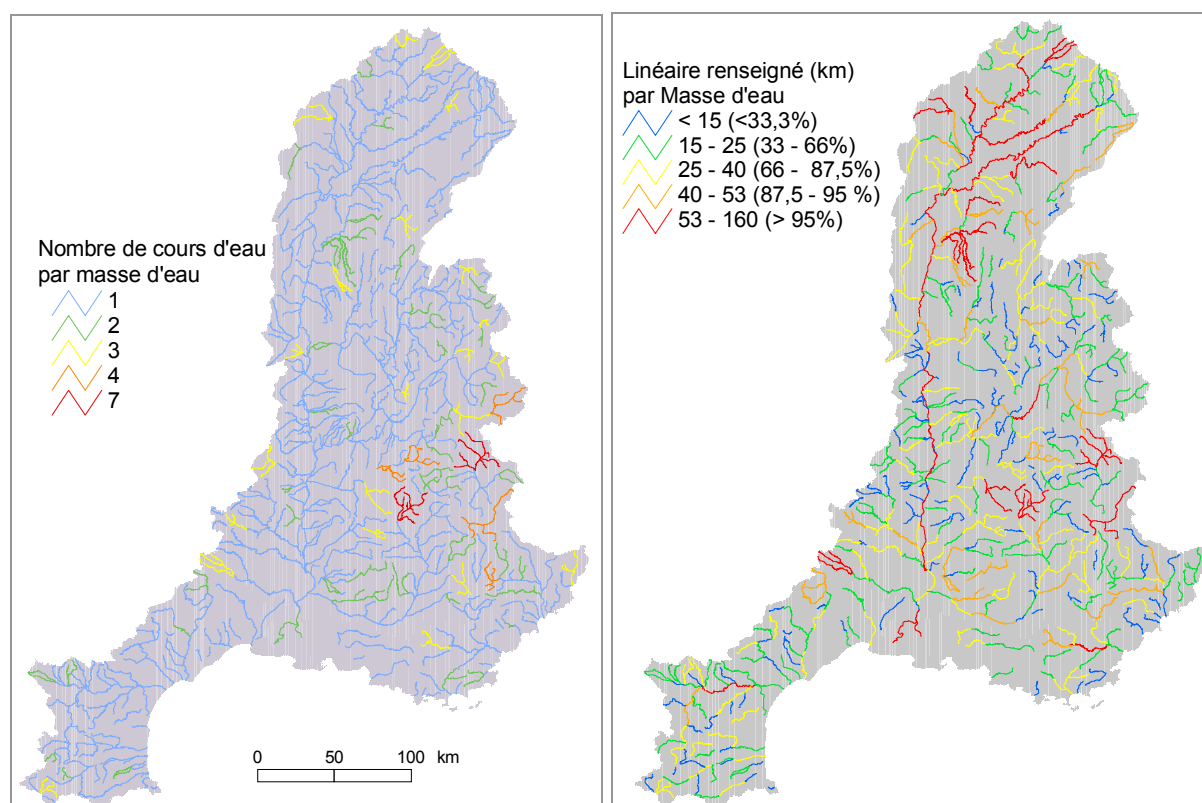 Nombre de cours d'eau
par masse d'eau
1
2
3
4
7
0 50 100 km
Linéaire renseigné (km)
par Masse d'eau
< 15 (<33,3%)
15 - 25 (33 - 66%)
25 - 40 (66 - 87,5%)
40 - 53 (87,5 - 95 %)
53 - 160 (> 95%)